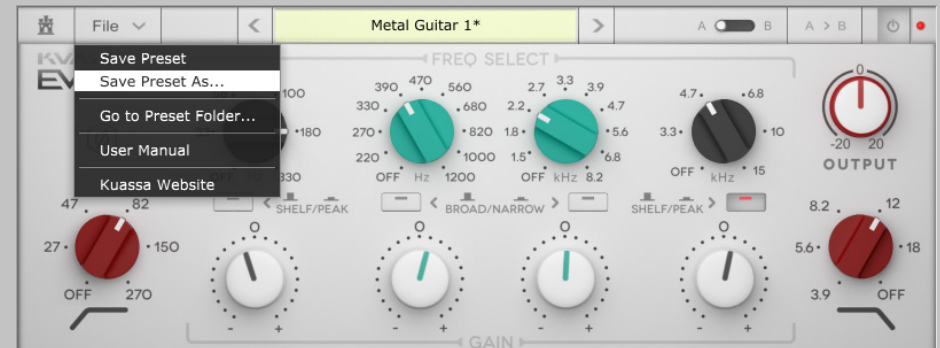 File
Metal Guitar 1*
A B
A > B
Save Preset
Save Preset As...
Go to Preset Folder...
User Manual
Kuassa Website
FREQ SELECT
100
180
330
390 470 560
330 680
270 820
220 1000
OFF Hz 1200
2.7 3.3 3.9
2.2 4.7
1.8 5.6
1.5 6.8
OFF kHz 8.2
4.7 6.8
3.3 10
OFF kHz 15
0
-20 20
OUTPUT
SHELF/PEAK
BROAD/NARROW
SHELF/PEAK
47 82
27 150
OFF 270
0
- +
0
- +
0
- +
0
- +
8.2 12
5.6 18
3.9 OFF
GAIN